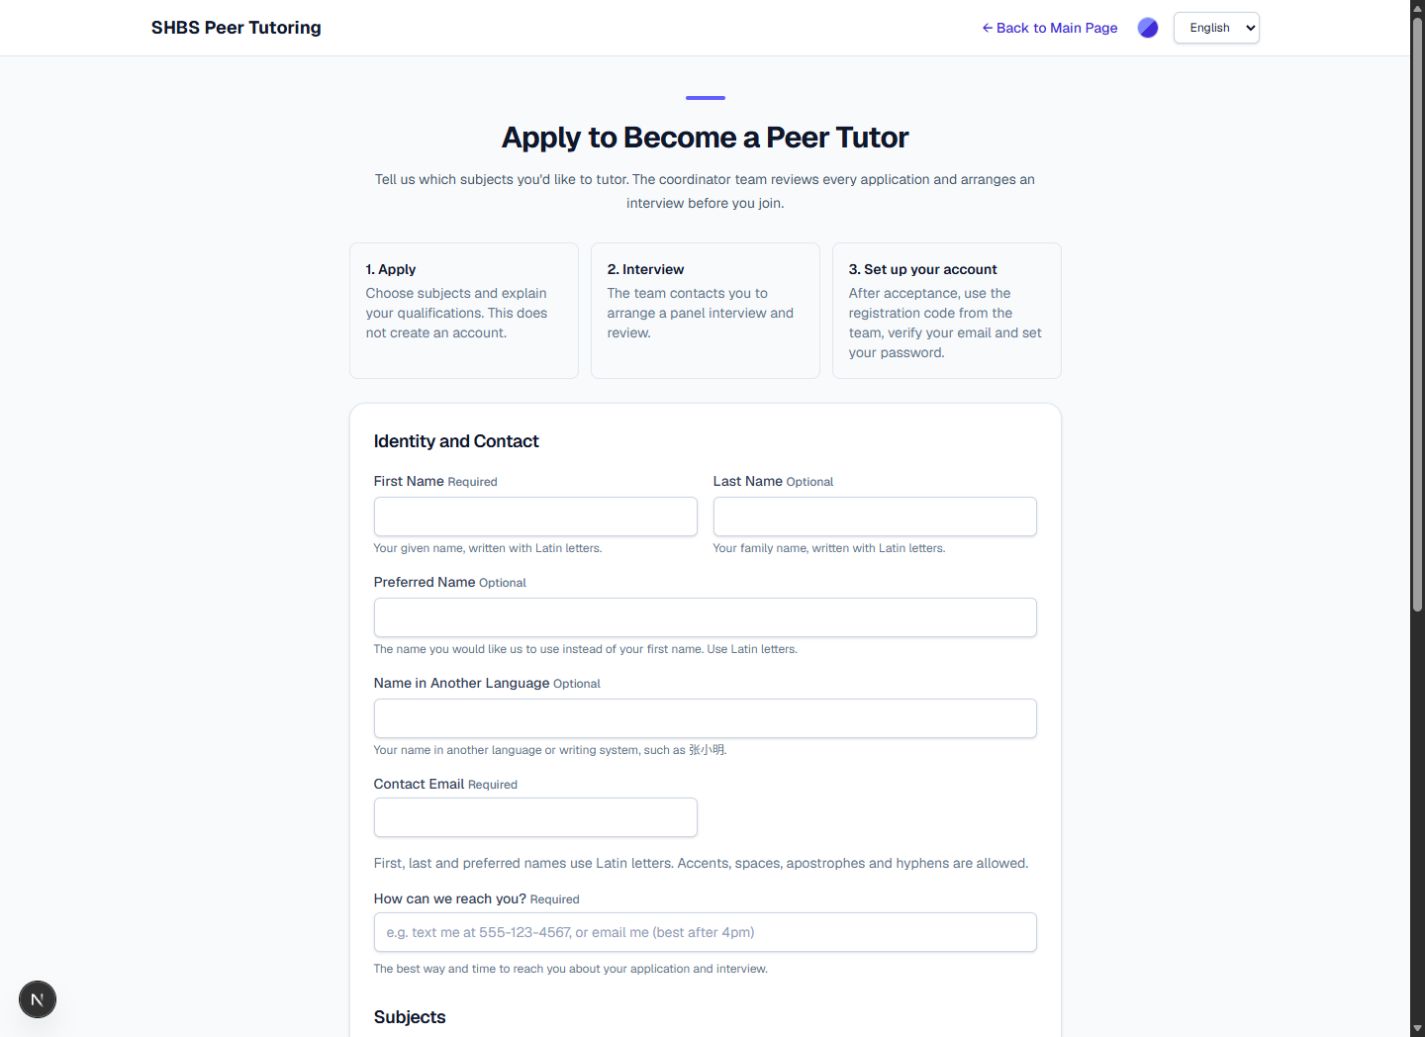 SHBS Peer Tutoring
← Back to Main Page
English
Apply to Become a Peer Tutor
Tell us which subjects you'd like to tutor. The coordinator team reviews every application and arranges an
interview before you join.
1. Apply
Choose subjects and explain
your qualifications. This does
not create an account.
2. Interview
The team contacts you to
arrange a panel interview and
review.
3. Set up your account
After acceptance, use the
registration code from the
team, verify your email and set
your password.
Identity and Contact
First Name Required
Your given name, written with Latin letters.
Last Name Optional
Your family name, written with Latin letters.
Preferred Name Optional
The name you would like us to use instead of your first name. Use Latin letters.
Name in Another Language Optional
Your name in another language or writing system, such as 张小明.
Contact Email Required
First, last and preferred names use Latin letters. Accents, spaces, apostrophes and hyphens are allowed.
How can we reach you? Required
e.g. text me at 555-123-4567, or email me (best after 4pm)
The best way and time to reach you about your application and interview.
N
Subjects